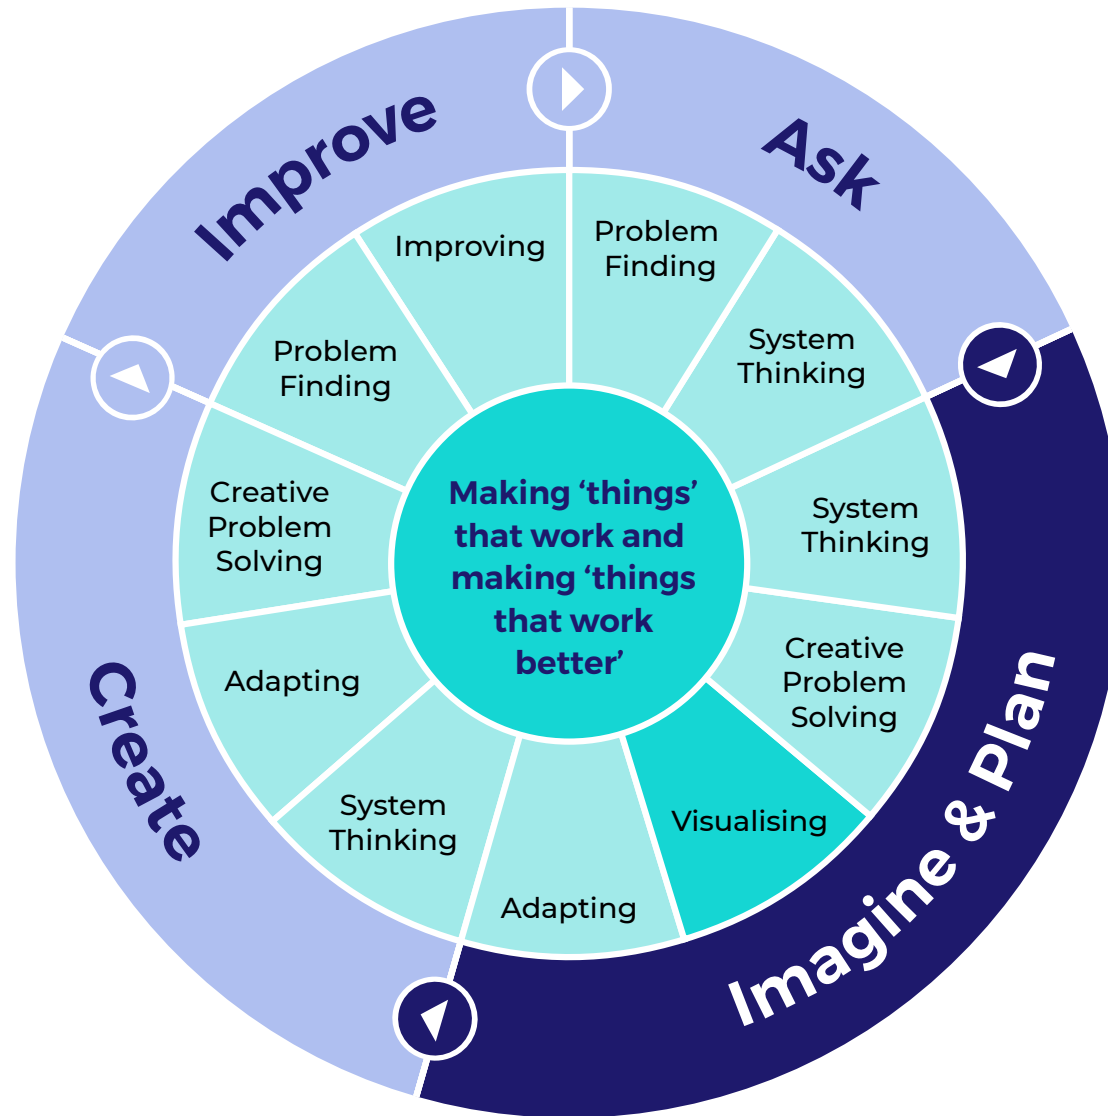 Improve
Ask
Improving
Problem
Finding
Problem
Finding
System
Thinking
Creative
Problem
Solving
Making ‘things’
that work and
making ‘things
that work
better’
System
Thinking
Adapting
Creative
Problem
Solving
System
Thinking
Adapting
Visualising
Create
Imagine & Plan